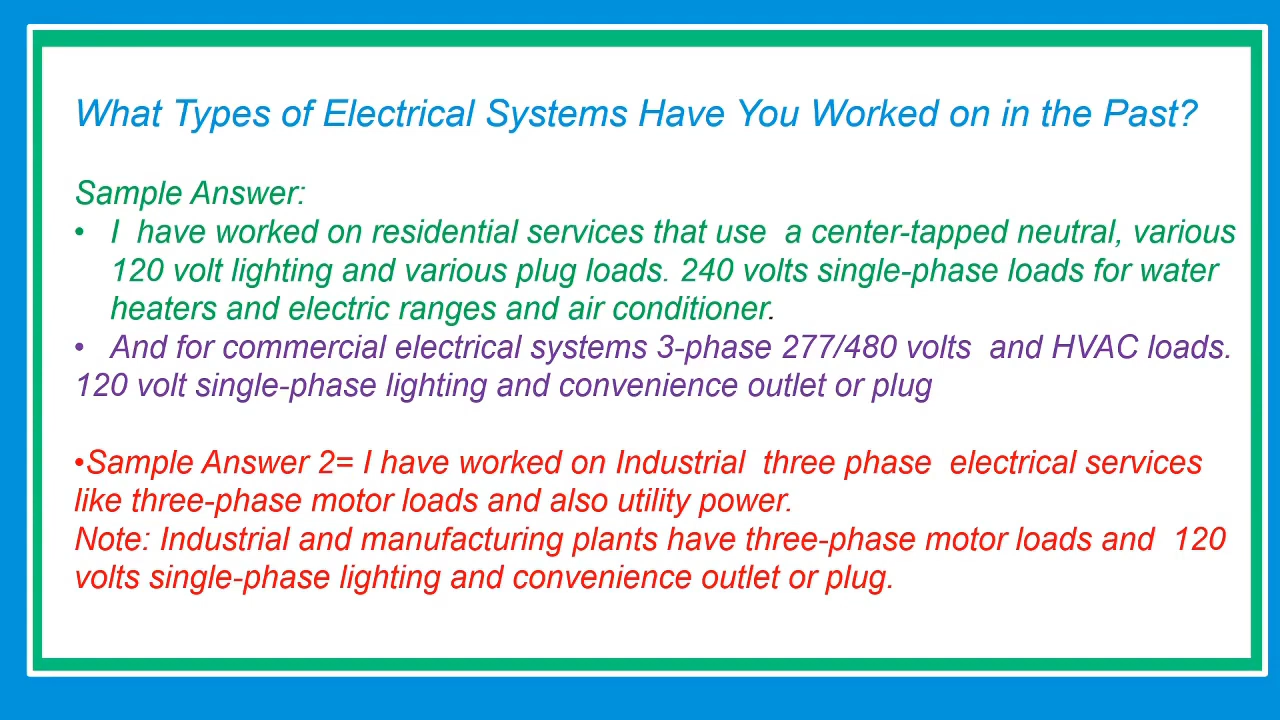 What Types of Electrical Systems Have You Worked on in the Past?
Sample Answer:
• I have worked on residential services that use a center-tapped neutral, various
120 volt lighting and various plug loads. 240 volts single-phase loads for water
heaters and electric ranges and air conditioner.
• And for commercial electrical systems 3-phase 277/480 volts and HVAC loads.
120 volt single-phase lighting and convenience outlet or plug
•Sample Answer 2= I have worked on Industrial three phase electrical services
like three-phase motor loads and also utility power.
Note: Industrial and manufacturing plants have three-phase motor loads and 120
volts single-phase lighting and convenience outlet or plug.